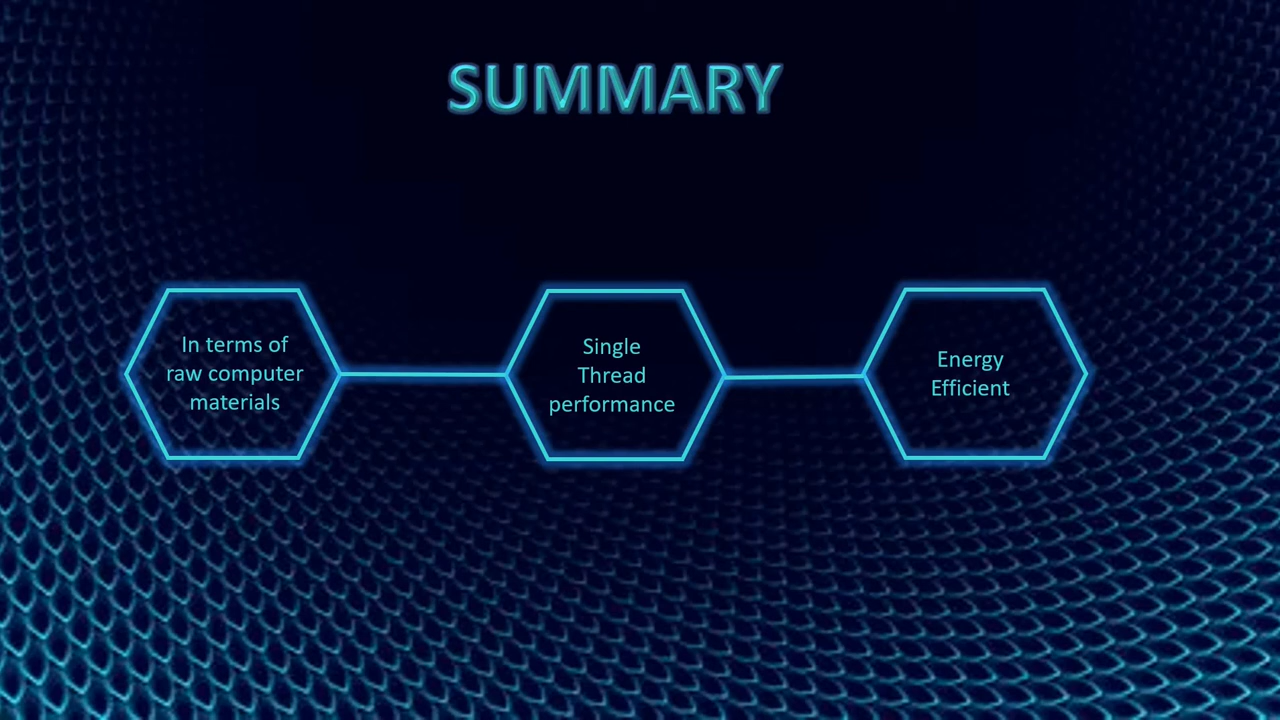 SUMMARY
In terms of
raw computer
materials
Single
Thread
performance
Energy
Efficient